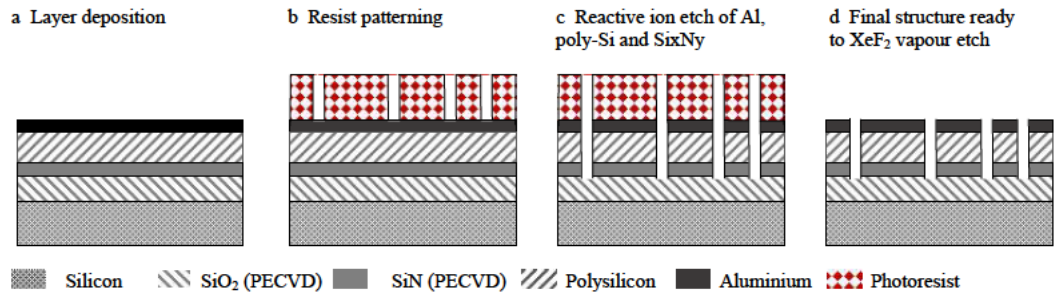 a Layer deposition
b Resist patterning
c Reactive ion etch of Al,
poly-Si and SixNy
d Final structure ready
to XeF₂ vapour etch
Silicon
SiO₂ (PECVD)
SiN (PECVD)
Polysilicon
Aluminium
Photoresist